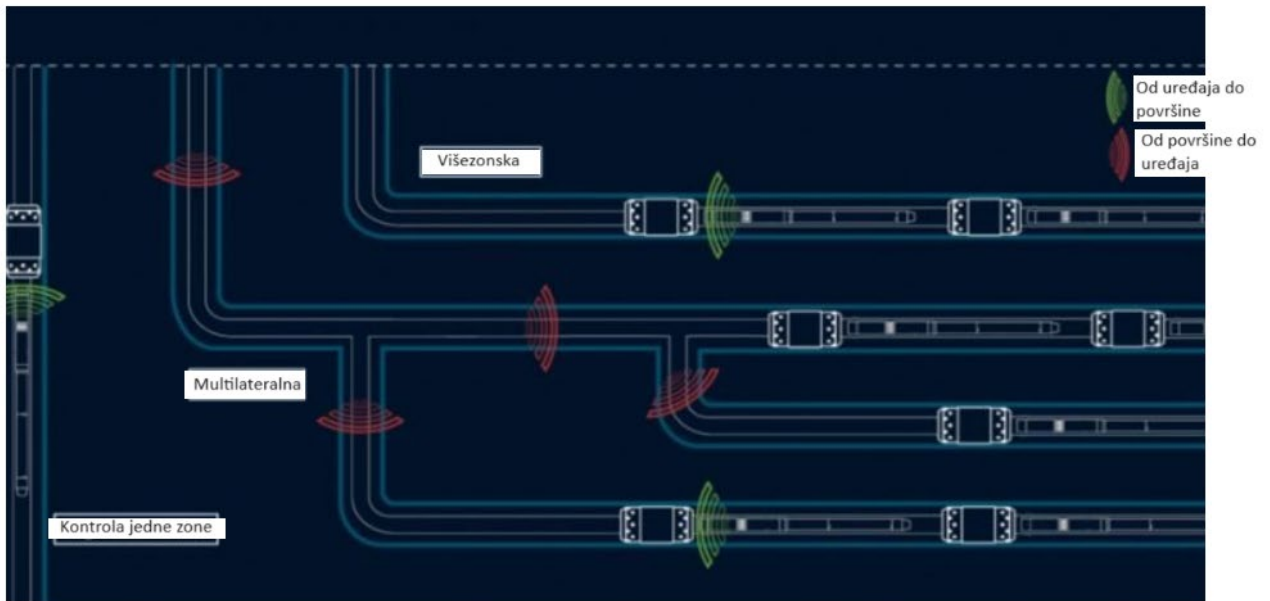 Od uređaja do
površine
Od površine do
uređaja
Višezonska
Multilateralna
Kontrola jedne zone